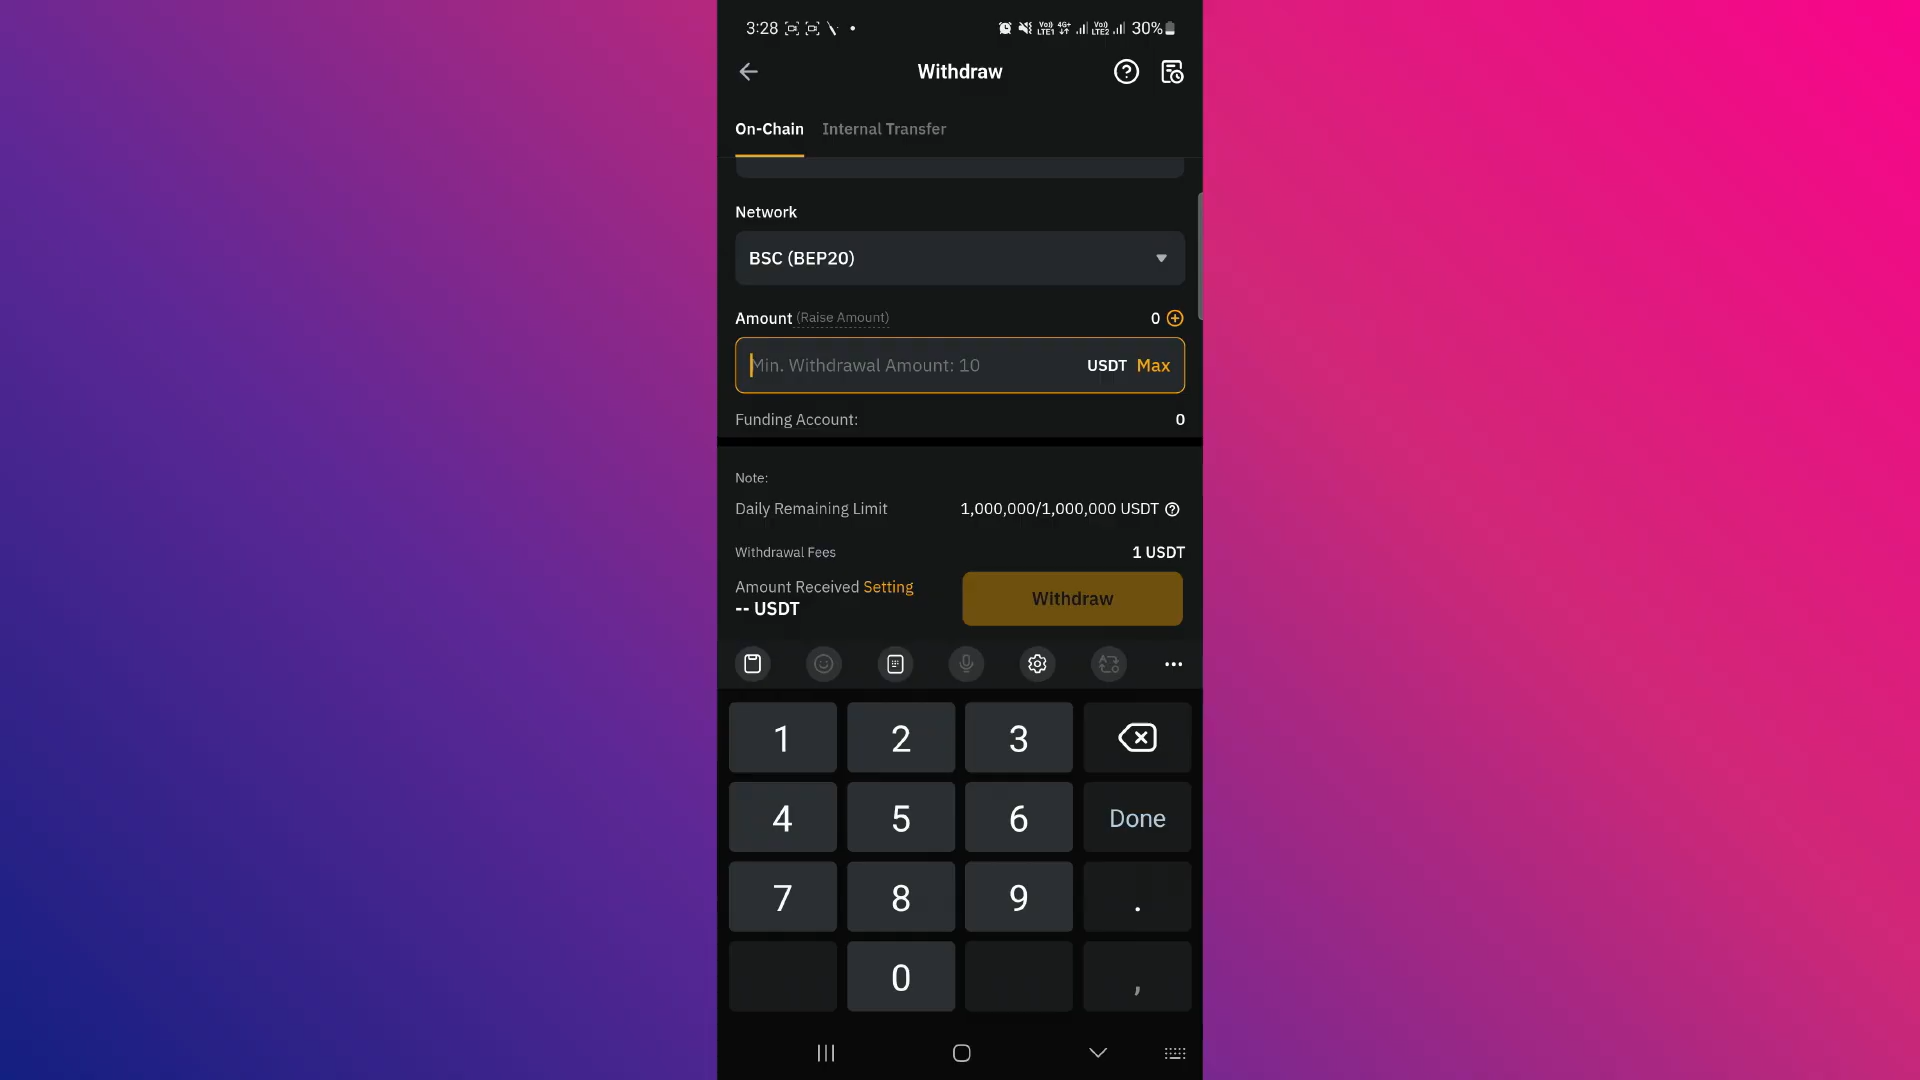 3:28 30%
Withdraw
On-Chain Internal Transfer
Network
BSC (BEP20)
Amount (Raise Amount) 0
Min. Withdrawal Amount: 10 USDT Max
Funding Account: 0
Note:
Daily Remaining Limit 1,000,000/1,000,000 USDT
Withdrawal Fees 1 USDT
Amount Received Setting
-- USDT
Withdraw
1 2 3
4 5 6 Done
7 8 9 .
0 ,